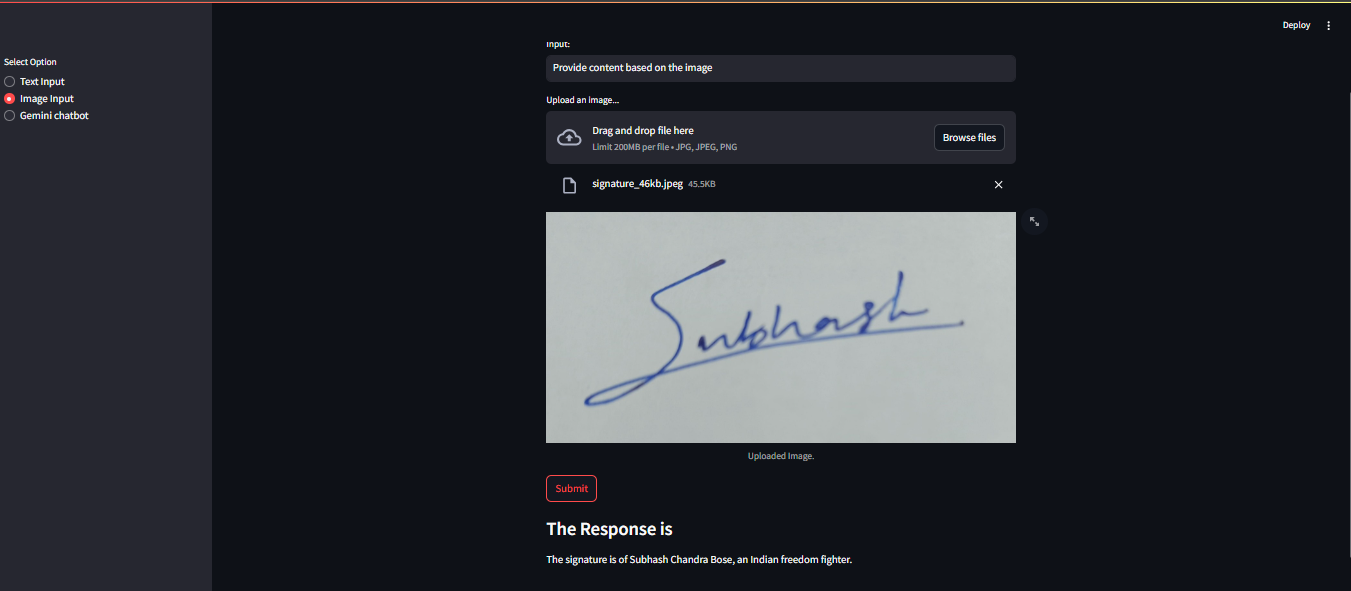 Deploy
Select Option
Text Input
Image Input
Gemini chatbot
Input:
Provide content based on the image
Upload an image...
Drag and drop file here
Limit 200MB per file • JPG, JPEG, PNG
Browse files
signature_46kb.jpeg 45.5KB
Subhash
Uploaded Image.
Submit
The Response is
The signature is of Subhash Chandra Bose, an Indian freedom fighter.